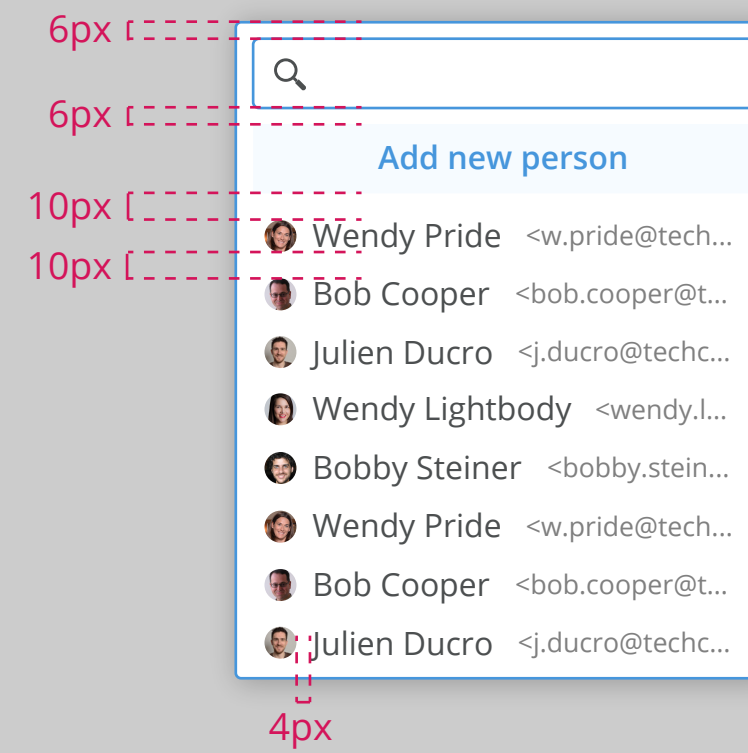 6px
6px
Add new person
10px
Wendy Pride <w.pride@tech...
10px
Bob Cooper <bob.cooper@t...
Julien Ducro <j.ducro@techc...
Wendy Lightbody <wendy.l...
Bobby Steiner <bobby.stein...
Wendy Pride <w.pride@tech...
Bob Cooper <bob.cooper@t...
Julien Ducro <j.ducro@techc...
4px